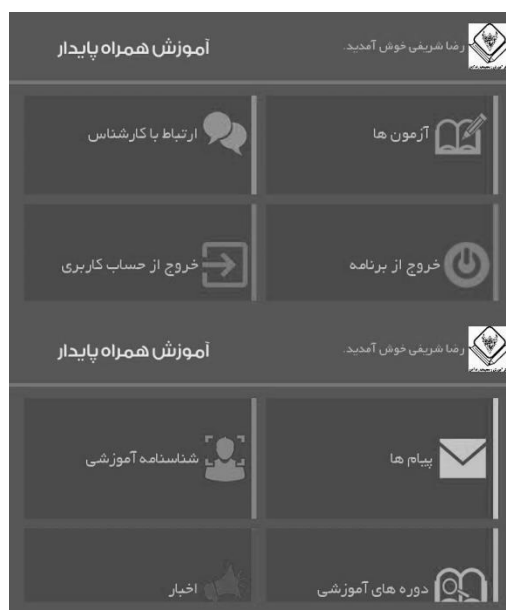 رضا شریفی خوش آمدید. آموزش همراه پایدار
آزمون ها ارتباط با کارشناس
خروج از برنامه خروج از حساب کاربری
رضا شریفی خوش آمدید. آموزش همراه پایدار
پیام ها شناسنامه آموزشی
دوره های آموزشی اخبار